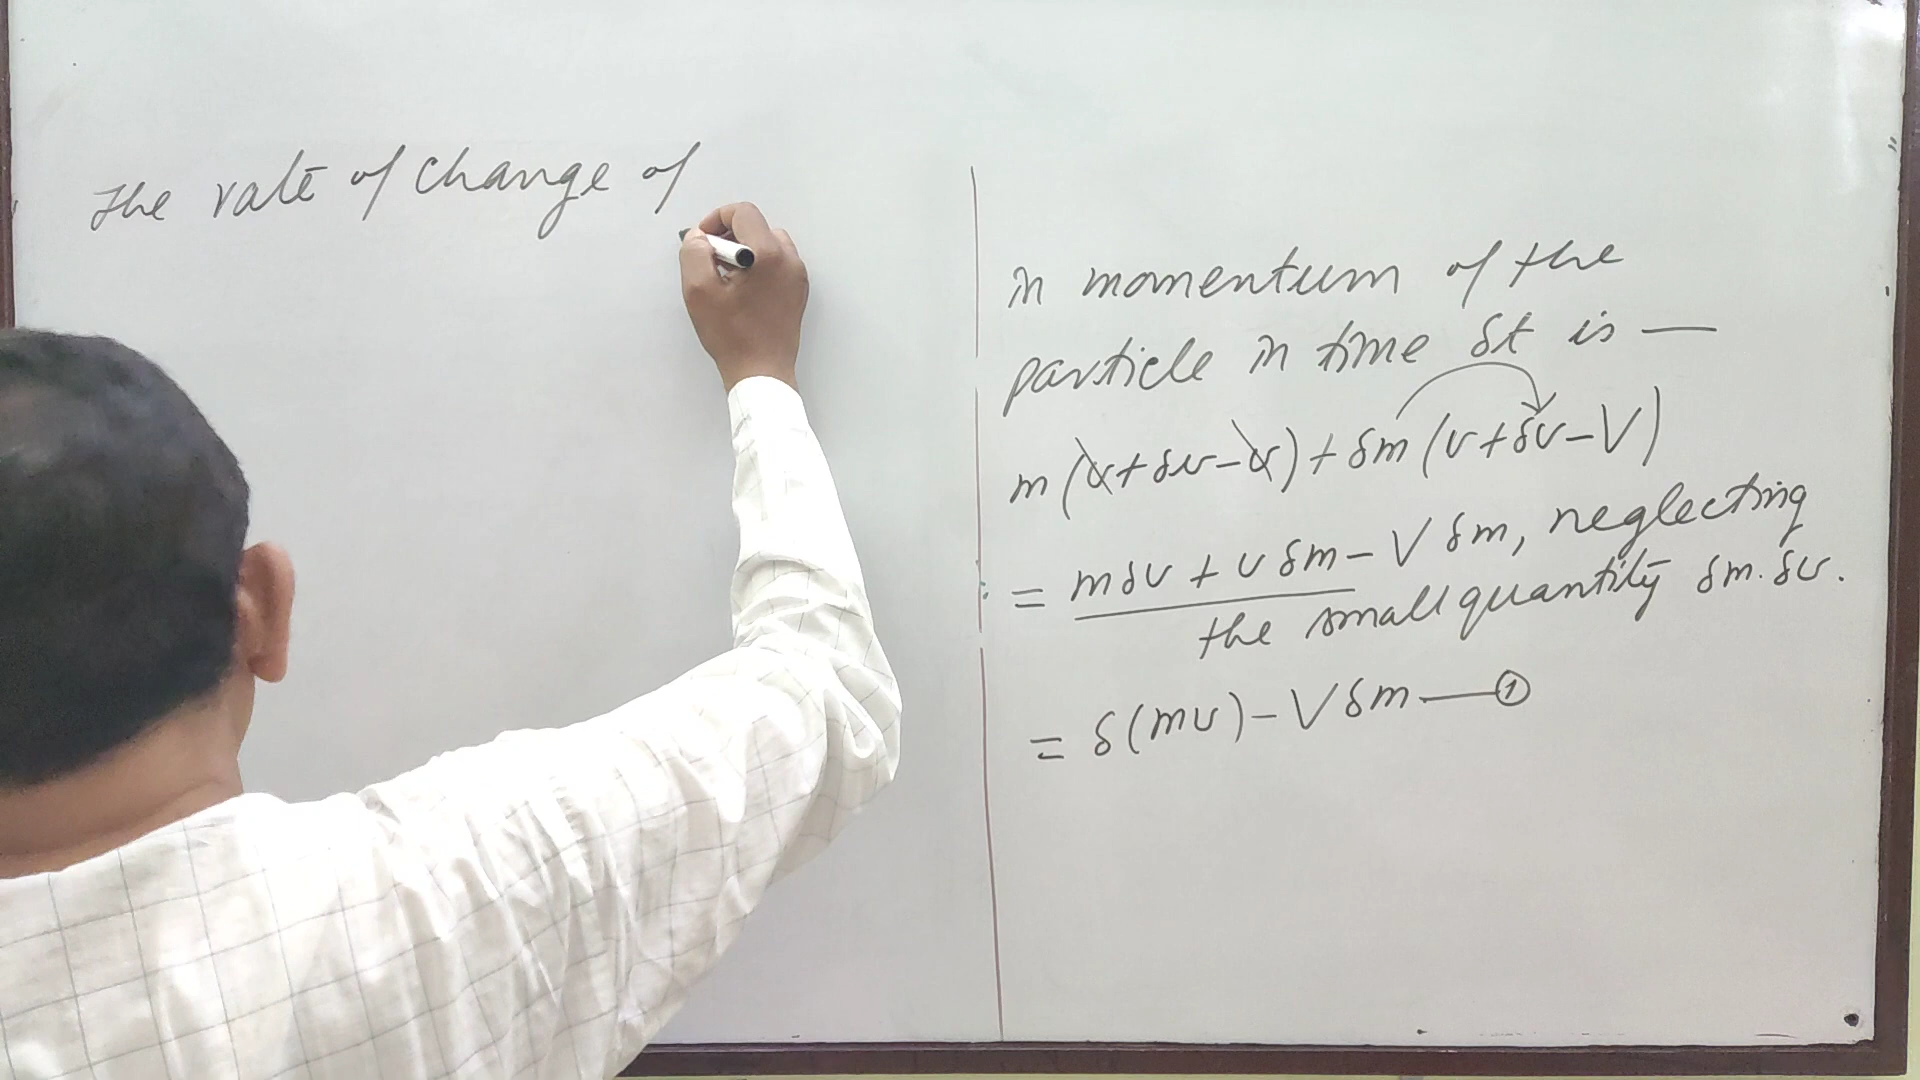 The rate of change of
in momentum of the
particle in time δt is —
m (v+δv-v) + δm (v+δv-V)
= mδv + vδm - Vδm, neglecting
the small quantity δm.δv.
= δ(mv) - Vδm — ①